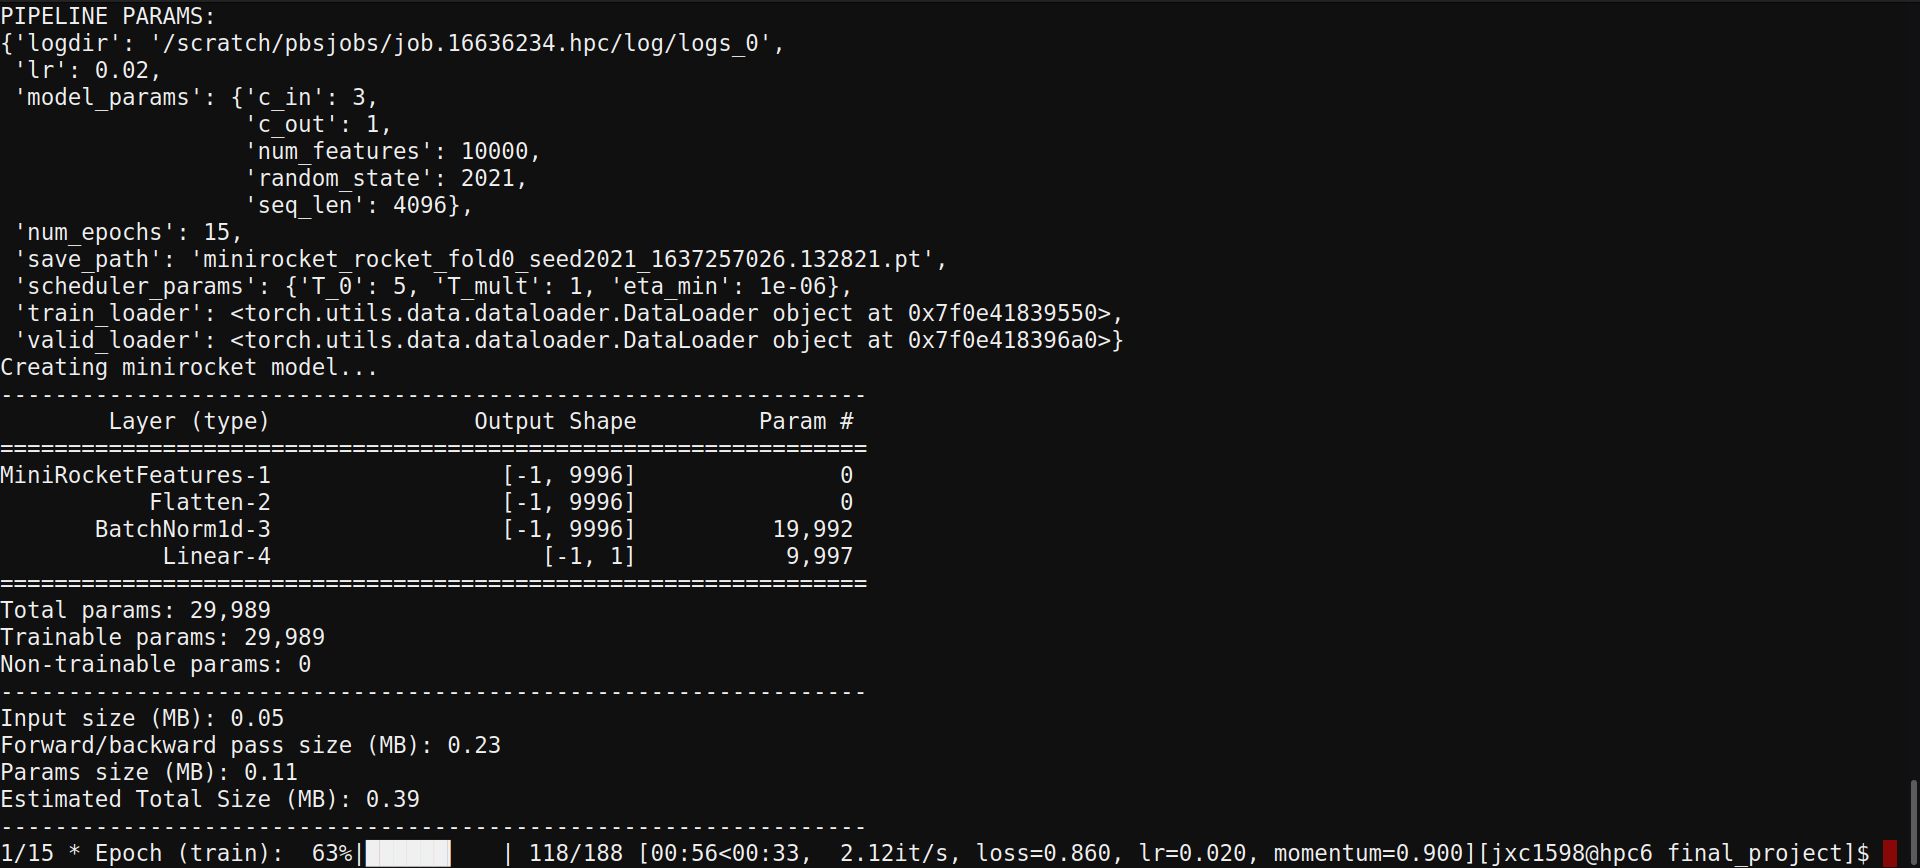 PIPELINE PARAMS:
{'logdir': '/scratch/pbsjobs/job.16636234.hpc/log/logs_0',
 'lr': 0.02,
 'model_params': {'c_in': 3,
                  'c_out': 1,
                  'num_features': 10000,
                  'random_state': 2021,
                  'seq_len': 4096},
 'num_epochs': 15,
 'save_path': 'minirocket_rocket_fold0_seed2021_1637257026.132821.pt',
 'scheduler_params': {'T_0': 5, 'T_mult': 1, 'eta_min': 1e-06},
 'train_loader': <torch.utils.data.dataloader.DataLoader object at 0x7f0e41839550>,
 'valid_loader': <torch.utils.data.dataloader.DataLoader object at 0x7f0e418396a0>}
Creating minirocket model...
----------------------------------------------------------------
        Layer (type)               Output Shape         Param #
================================================================
MiniRocketFeatures-1                 [-1, 9996]               0
           Flatten-2                 [-1, 9996]               0
       BatchNorm1d-3                 [-1, 9996]          19,992
            Linear-4                    [-1, 1]           9,997
================================================================
Total params: 29,989
Trainable params: 29,989
Non-trainable params: 0
----------------------------------------------------------------
Input size (MB): 0.05
Forward/backward pass size (MB): 0.23
Params size (MB): 0.11
Estimated Total Size (MB): 0.39
----------------------------------------------------------------
1/15 * Epoch (train):  63%|██████▎   | 118/188 [00:56<00:33,  2.12it/s, loss=0.860, lr=0.020, momentum=0.900][jxc1598@hpc6 final_project]$